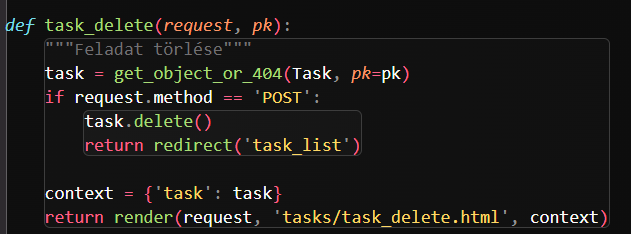 def task_delete(request, pk):
    """Feladat törlése"""
    task = get_object_or_404(Task, pk=pk)
    if request.method == 'POST':
        task.delete()
        return redirect('task_list')

    context = {'task': task}
    return render(request, 'tasks/task_delete.html', context)